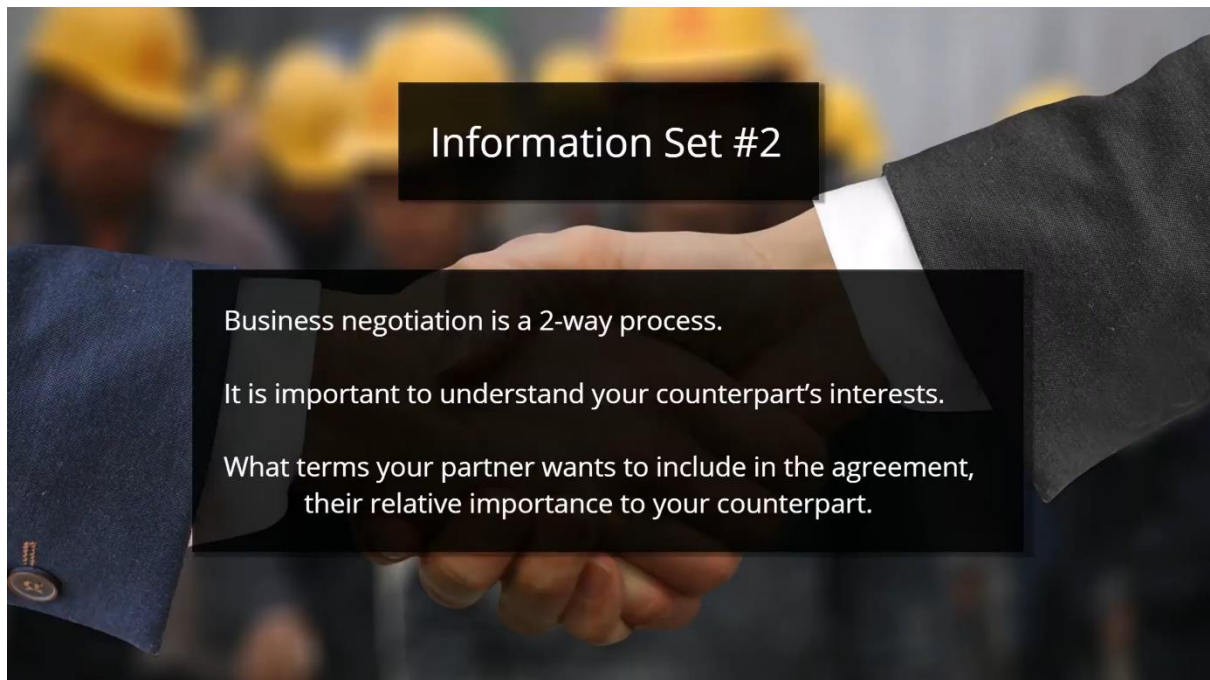 Information Set #2
Business negotiation is a 2-way process.
It is important to understand your counterpart’s interests.
What terms your partner wants to include in the agreement,
their relative importance to your counterpart.